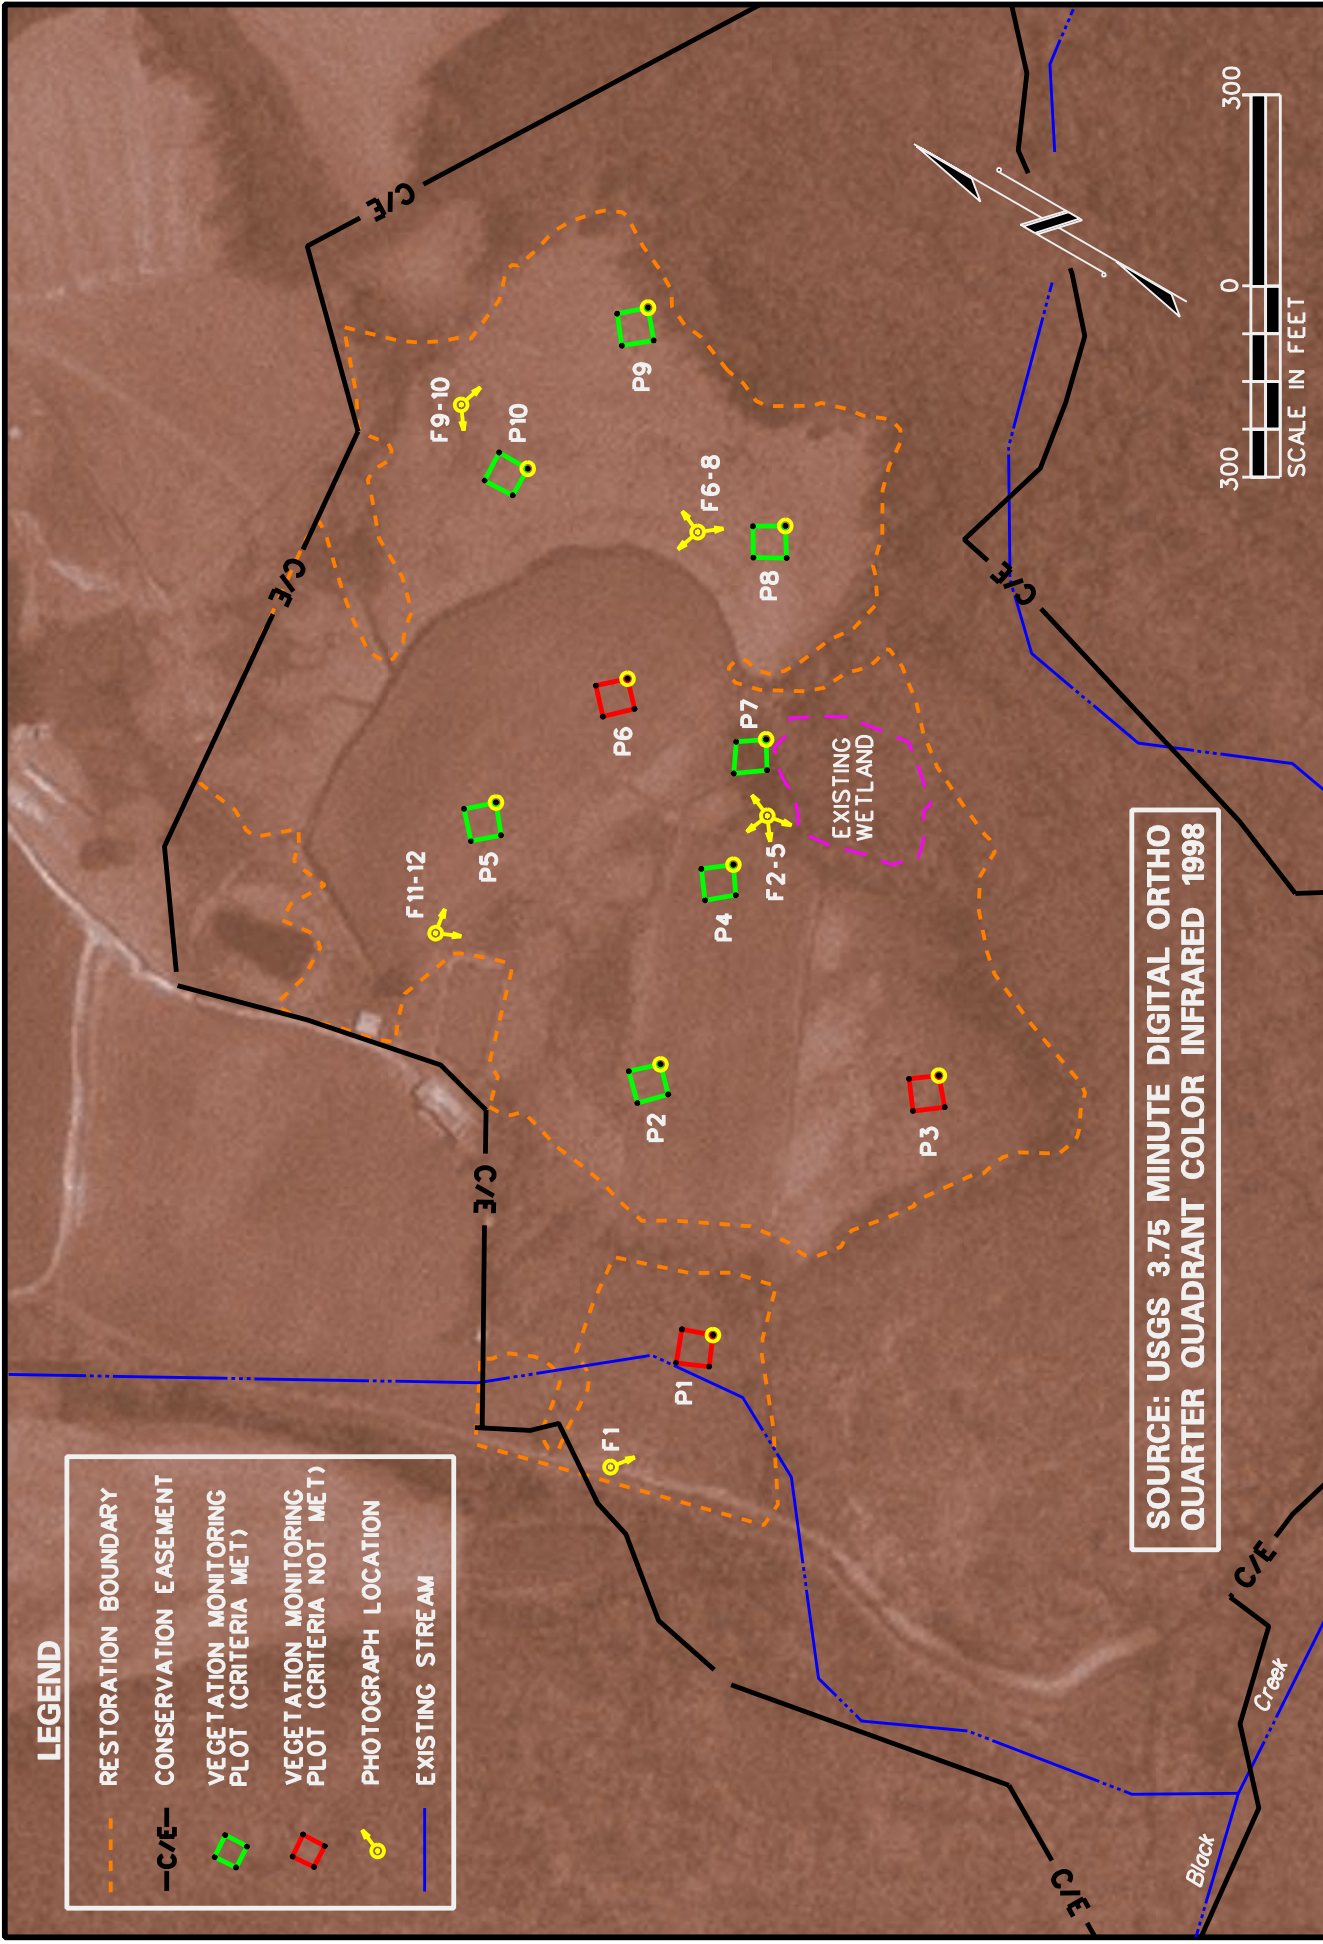 LEGEND
RESTORATION BOUNDARY
C/E
CONSERVATION EASEMENT
VEGETATION MONITORING
PLOT (CRITERIA MET)
VEGETATION MONITORING
PLOT (CRITERIA NOT MET)
PHOTOGRAPH LOCATION
EXISTING STREAM
C/E
C/E
C/E
C/E
C/E
C/E
F1
P1
P2
P3
F11-12
P5
P4
F2-5
P7
EXISTING
WETLAND
P6
F9-10
P10
F6-8
P8
P9
Black
Creek
SOURCE: USGS 3.75 MINUTE DIGITAL ORTHO
QUARTER QUADRANT COLOR INFRARED 1998
300
0
300
SCALE IN FEET